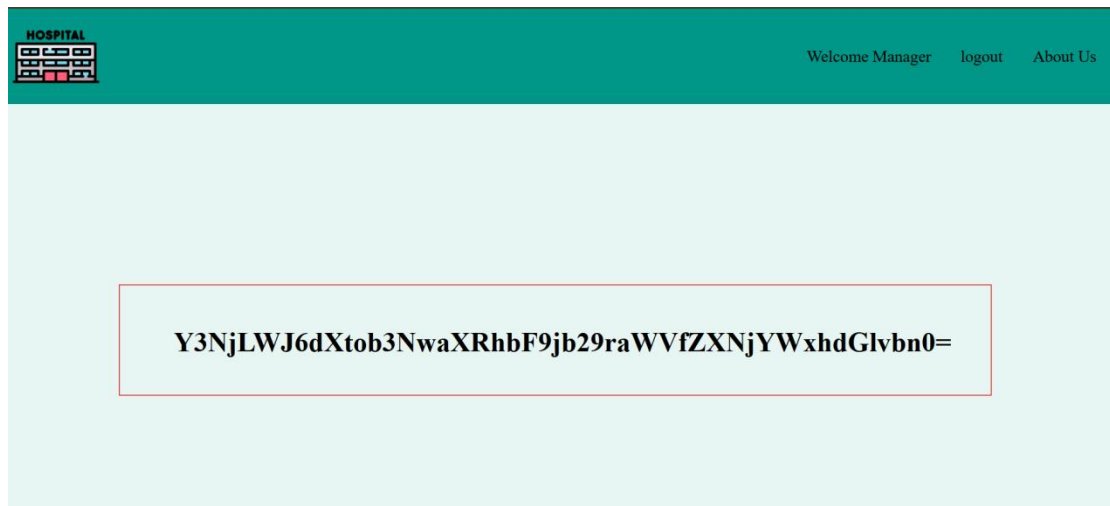 HOSPITAL
Welcome Manager logout About Us
Y3NjLWJ6dXtob3NwaXRhbF9jb29raWVfZXNjYWxhdGlvbn0=